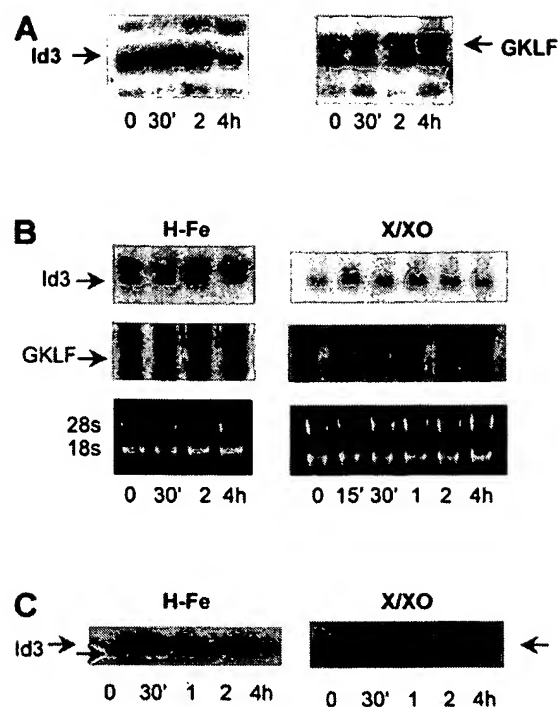 A
Id3
GKLF
0 30' 2 4h
0 30' 2 4h
B
H-Fe
X/XO
Id3
GKLF
28s
18s
0 30' 2 4h
0 15' 30' 1 2 4h
C
H-Fe
X/XO
Id3
0 30' 1 2 4h
0 30' 1 2 4h